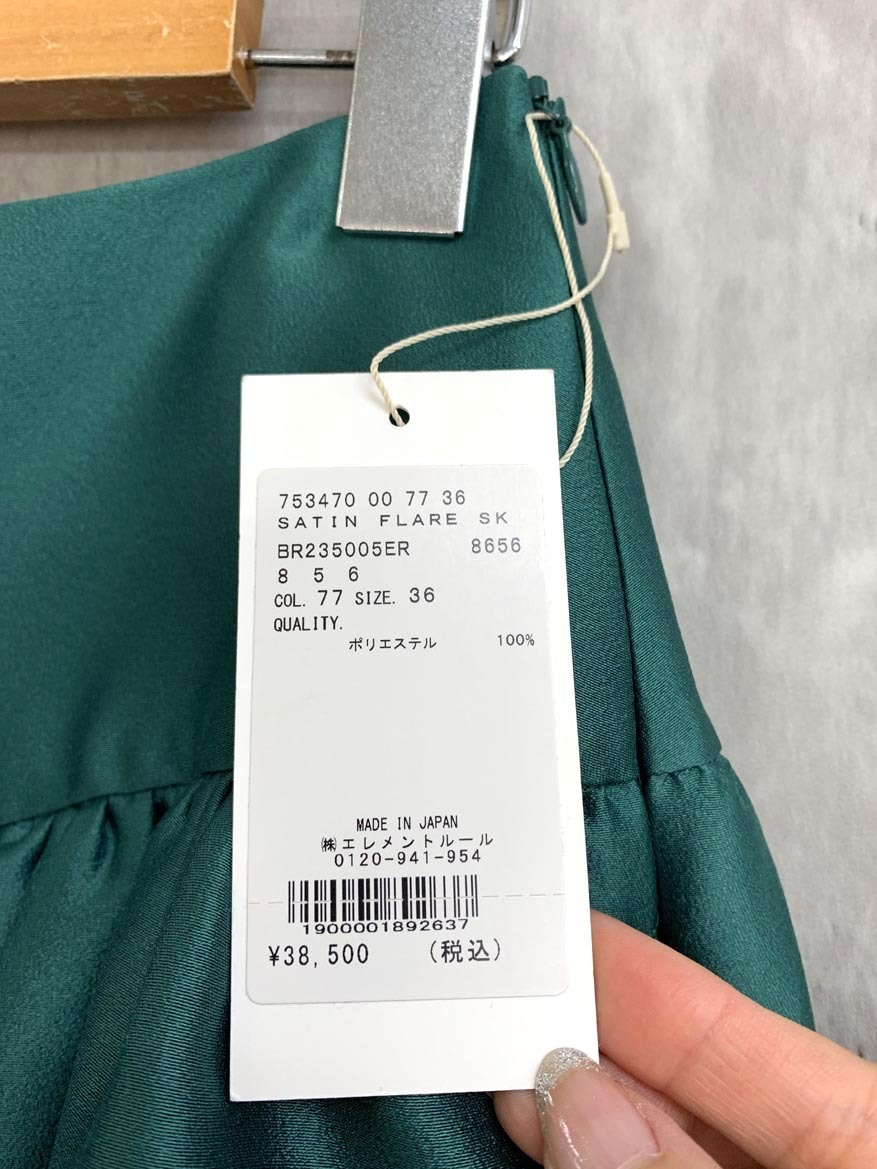 753470 00 77 36
SATIN FLARE SK
BR235005ER 8656
8 5 6
COL. 77 SIZE. 36
QUALITY.
ポリエステル 100%
MADE IN JAPAN
㈱エレメントルール
0120-941-954
1900001892637
¥38,500 (税込)